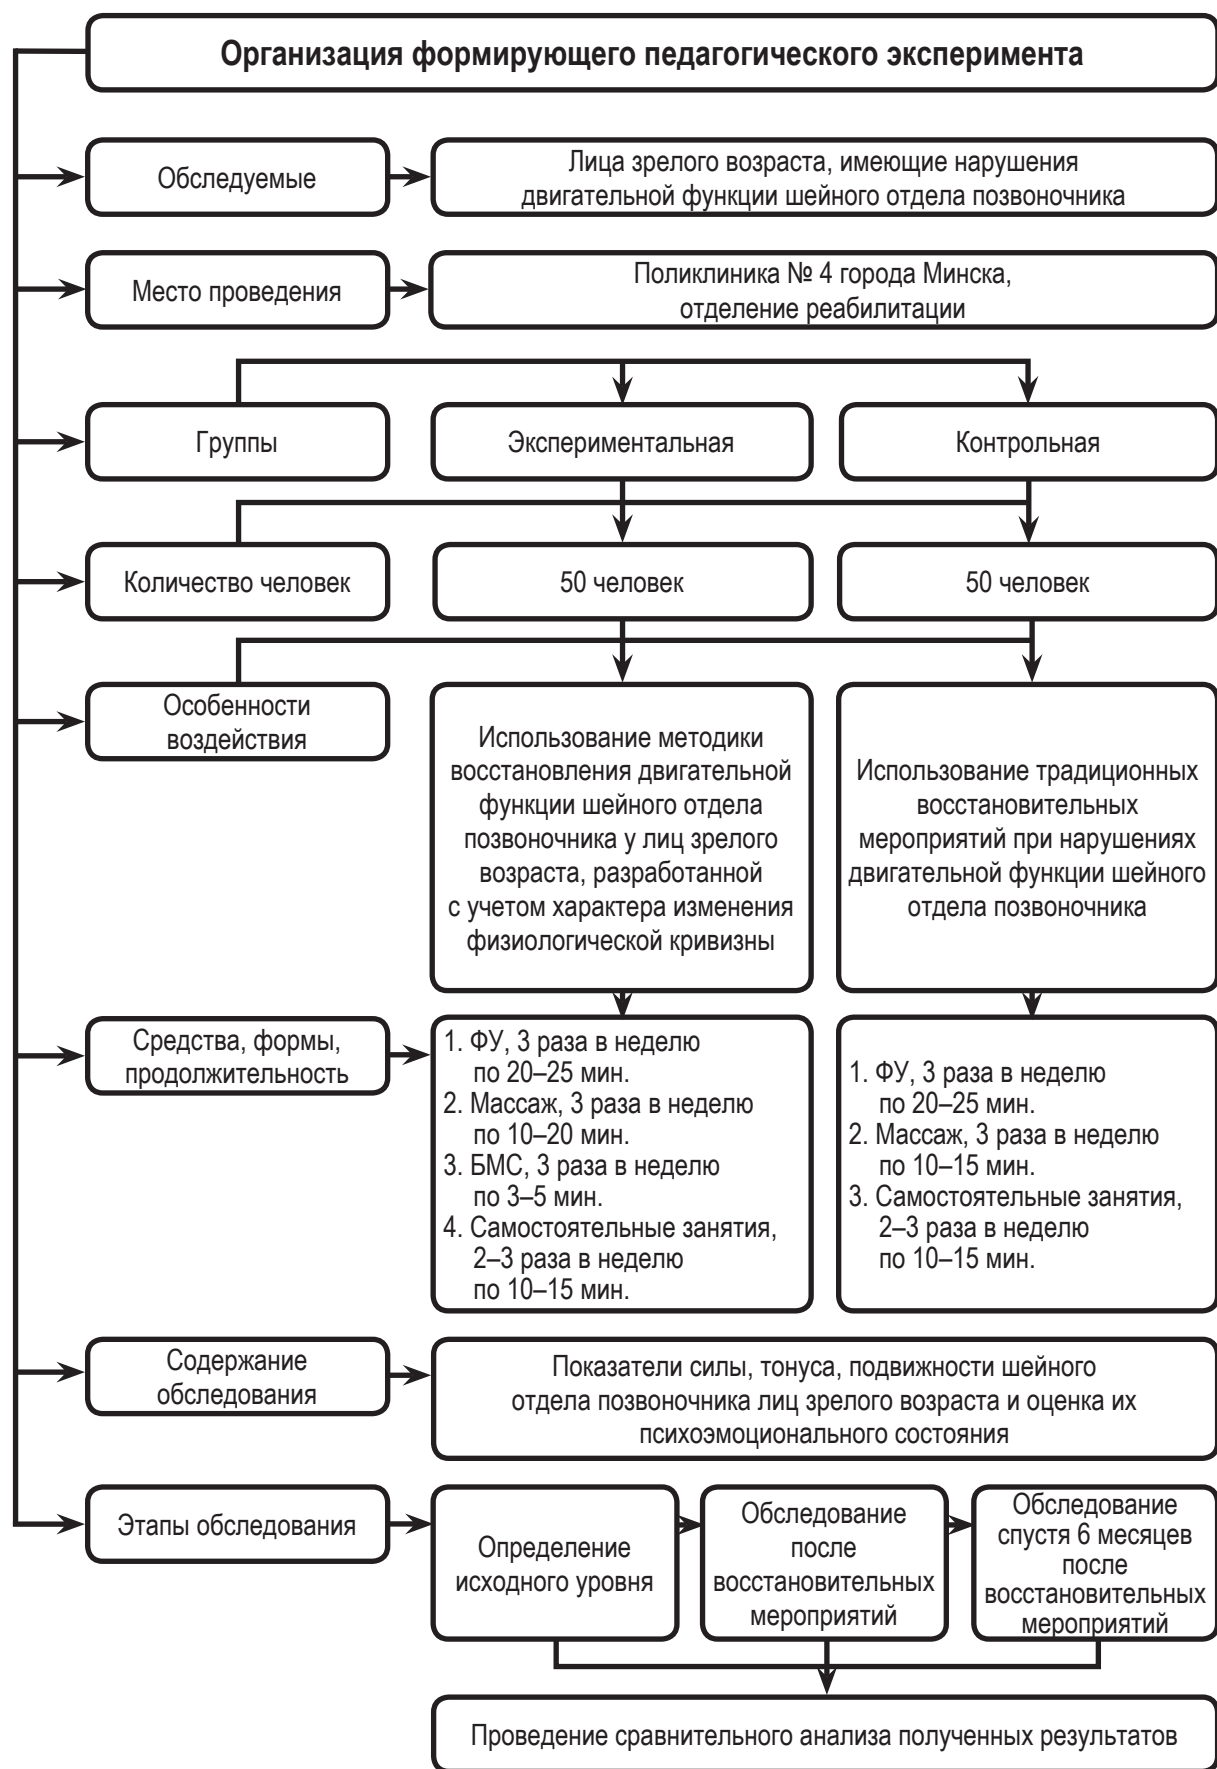 Организация формирующего педагогического эксперимента
Обследуемые
Лица зрелого возраста, имеющие нарушения
двигательной функции шейного отдела позвоночника
Место проведения
Поликлиника № 4 города Минска,
отделение реабилитации
Группы
Экспериментальная
Контрольная
Количество человек
50 человек
50 человек
Особенности
воздействия
Использование методики
восстановления двигательной
функции шейного отдела
позвоночника у лиц зрелого
возраста, разработанной
с учетом характера изменения
физиологической кривизны
Использование традиционных
восстановительных
мероприятий при нарушениях
двигательной функции шейного
отдела позвоночника
Средства, формы,
продолжительность
1. ФУ, 3 раза в неделю
по 20–25 мин.
2. Массаж, 3 раза в неделю
по 10–20 мин.
3. БМС, 3 раза в неделю
по 3–5 мин.
4. Самостоятельные занятия,
2–3 раза в неделю
по 10–15 мин.
1. ФУ, 3 раза в неделю
по 20–25 мин.
2. Массаж, 3 раза в неделю
по 10–15 мин.
3. Самостоятельные занятия,
2–3 раза в неделю
по 10–15 мин.
Содержание
обследования
Показатели силы, тонуса, подвижности шейного
отдела позвоночника лиц зрелого возраста и оценка их
психоэмоционального состояния
Этапы обследования
Определение
исходного уровня
Обследование
после
восстановительных
мероприятий
Обследование
спустя 6 месяцев
после
восстановительных
мероприятий
Проведение сравнительного анализа полученных результатов